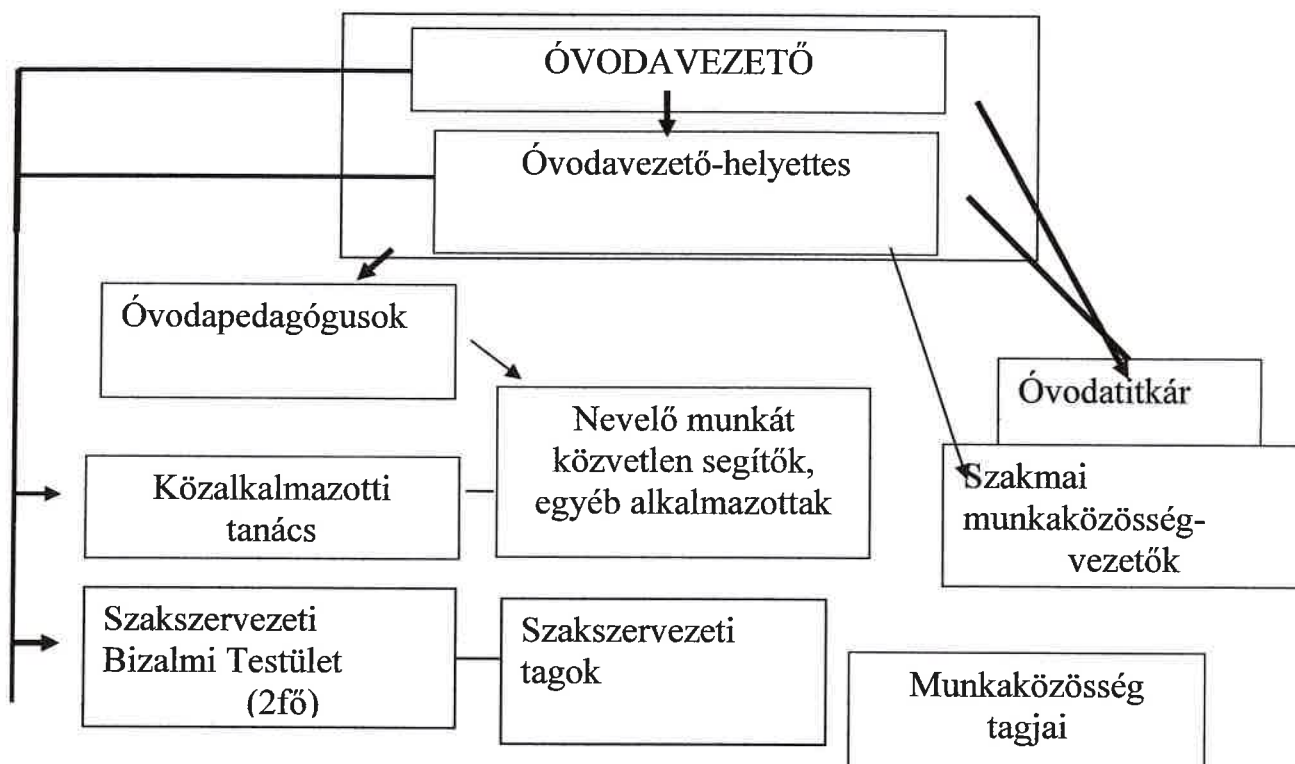 ÓVODAVEZETŐ
Óvodavezető-helyettes
Óvodapedagógusok
Nevelő munkát
közvetlen segítők,
egyéb alkalmazottak
Óvodatitkár
Közalkalmazotti
tanács
Szakmai
munkaközösség-
vezetők
Szakszervezeti
Bizalmi Testület
(2fő)
Szakszervezeti
tagok
Munkaközösség
tagjai